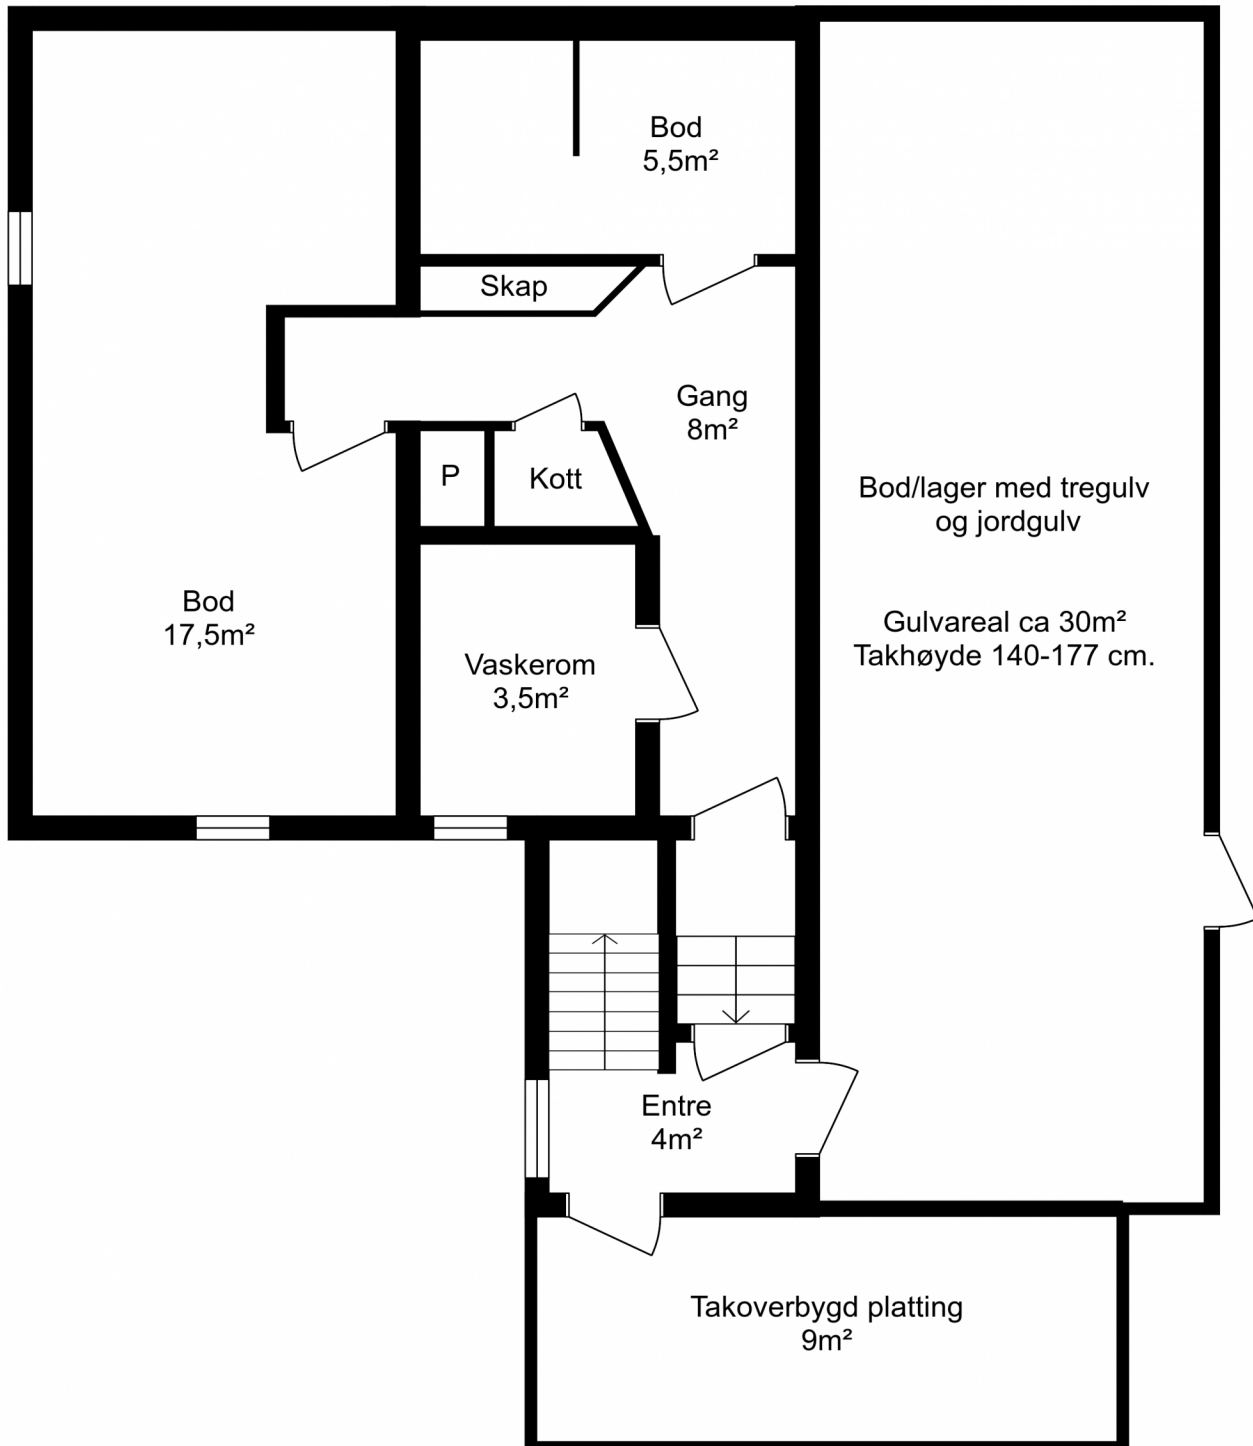 Bod
5,5m²
Skap
Gang
8m²
P
Kott
Bod/lager med tregulv
og jordgulv
Gulvareal ca 30m²
Takhøyde 140-177 cm.
Bod
17,5m²
Vaskerom
3,5m²
Entre
4m²
Takoverbygd platting
9m²